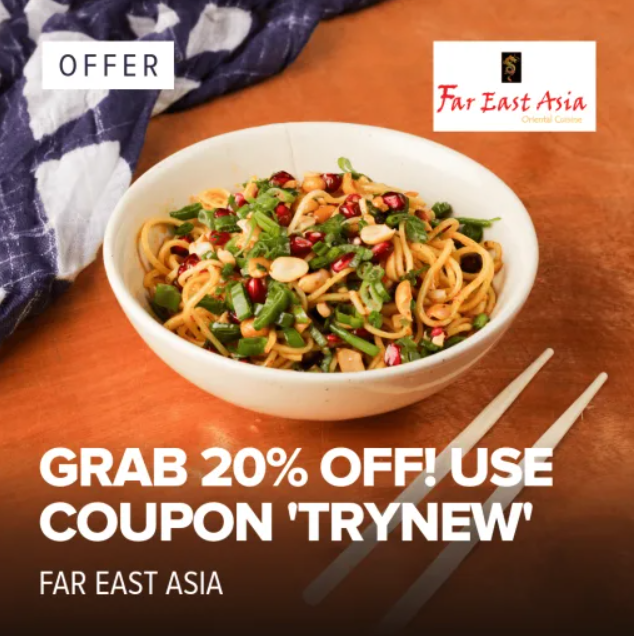 OFFER
Far East Asia
Oriental Cuisine
GRAB 20% OFF! USE
COUPON 'TRYNEW'
FAR EAST ASIA